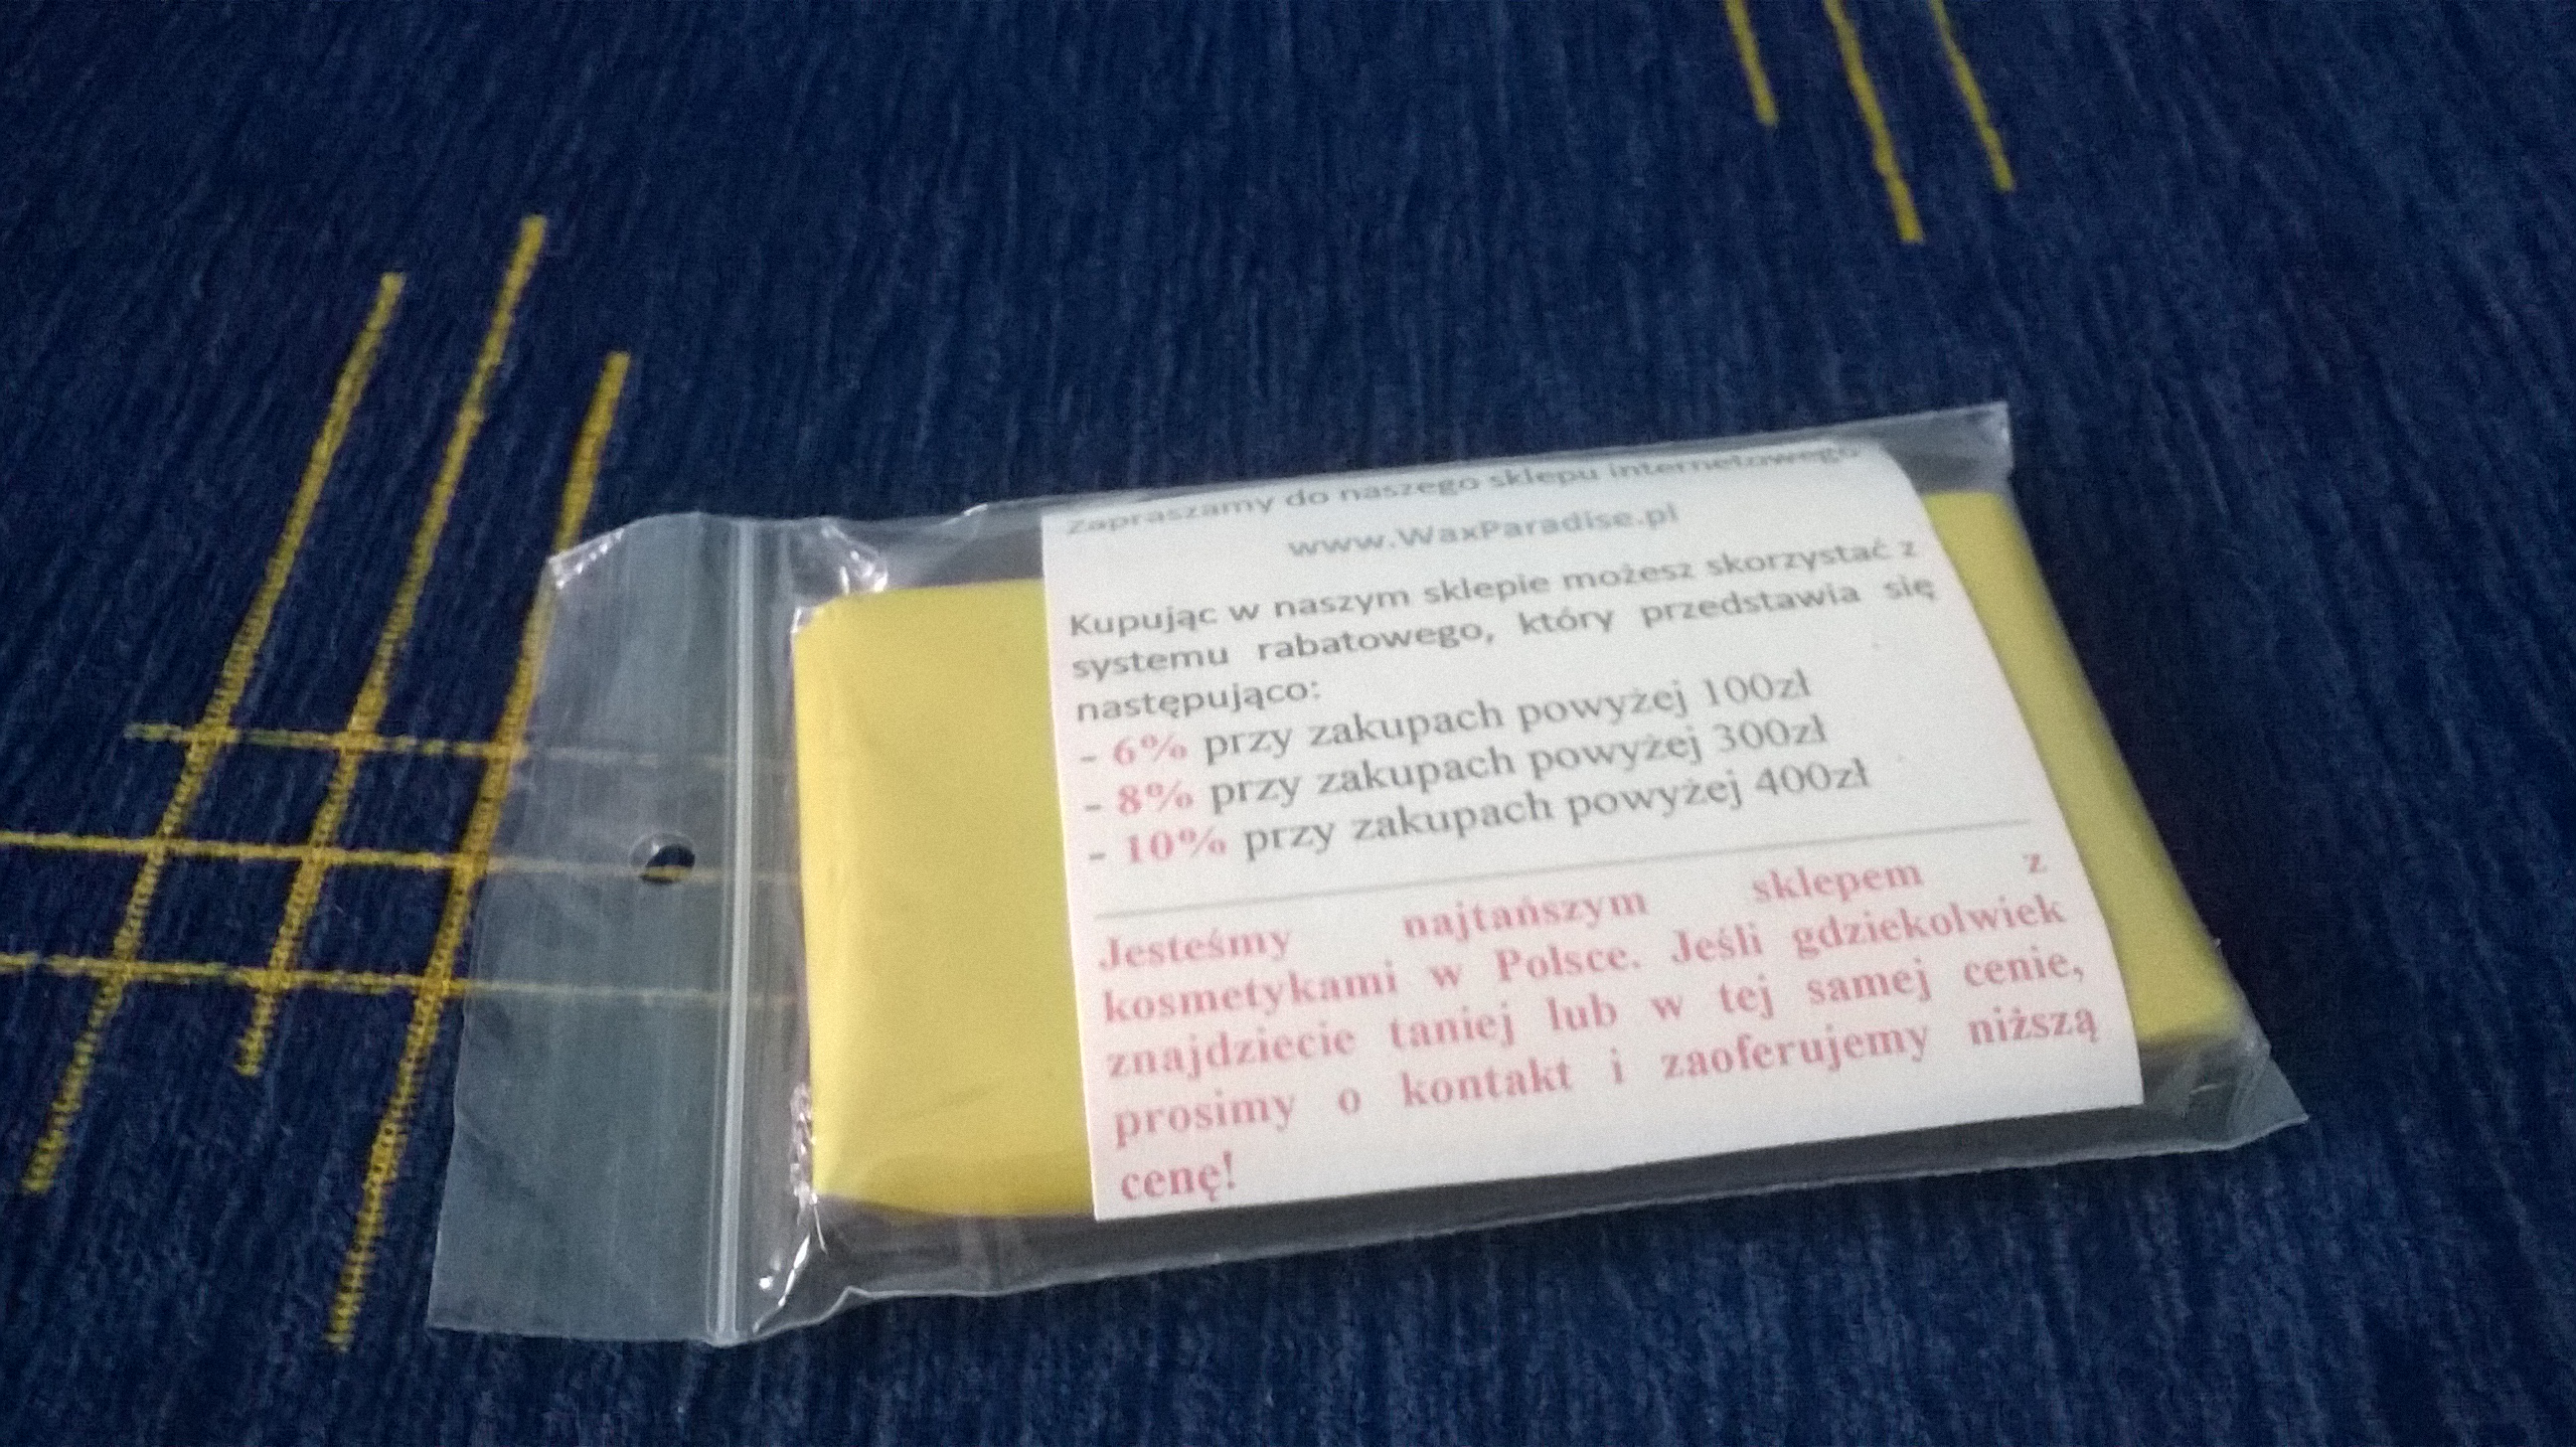 Zapraszamy do naszego sklepu internetowego
www.WaxParadise.pl
Kupując w naszym sklepie możesz skorzystać z
systemu rabatowego, który przedstawia się
następująco:
- 6% przy zakupach powyżej 100zł
- 8% przy zakupach powyżej 300zł
- 10% przy zakupach powyżej 400zł
Jesteśmy najtańszym sklepem z
kosmetykami w Polsce. Jeśli gdziekolwiek
znajdziecie taniej lub w tej samej cenie,
prosimy o kontakt i zaoferujemy niższą
cenę!